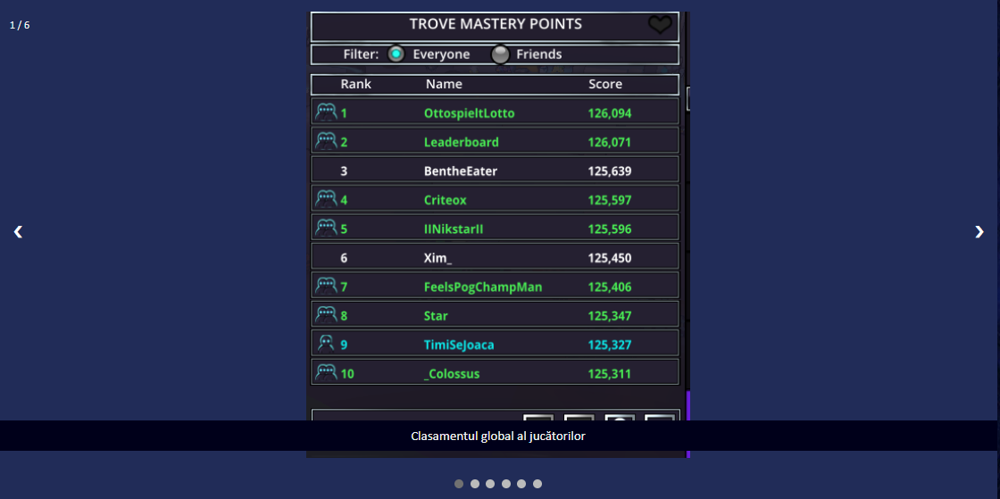 1 / 6
TROVE MASTERY POINTS
Filter: Everyone Friends
Rank Name Score
1 OttospieltLotto 126,094
2 Leaderboard 126,071
3 BentheEater 125,639
4 Criteox 125,597
5 IINikstarII 125,596
6 Xim_ 125,450
7 FeelsPogChampMan 125,406
8 Star 125,347
9 TimiSeJoaca 125,327
10 _Colossus 125,311
Clasamentul global al jucătorilor